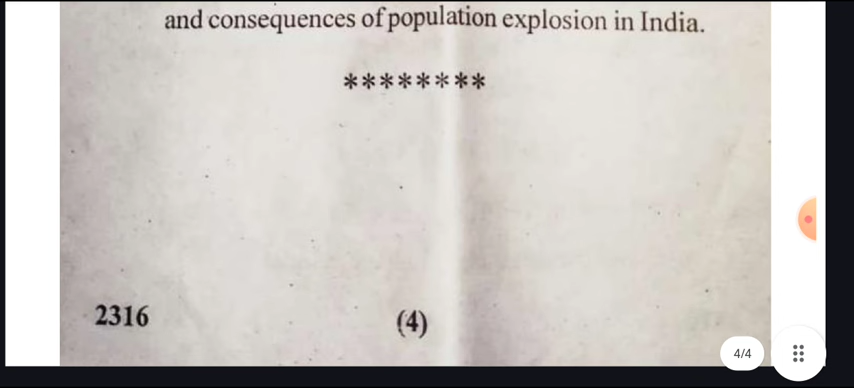 and consequences of population explosion in India.
********
2316
(4)
4/4